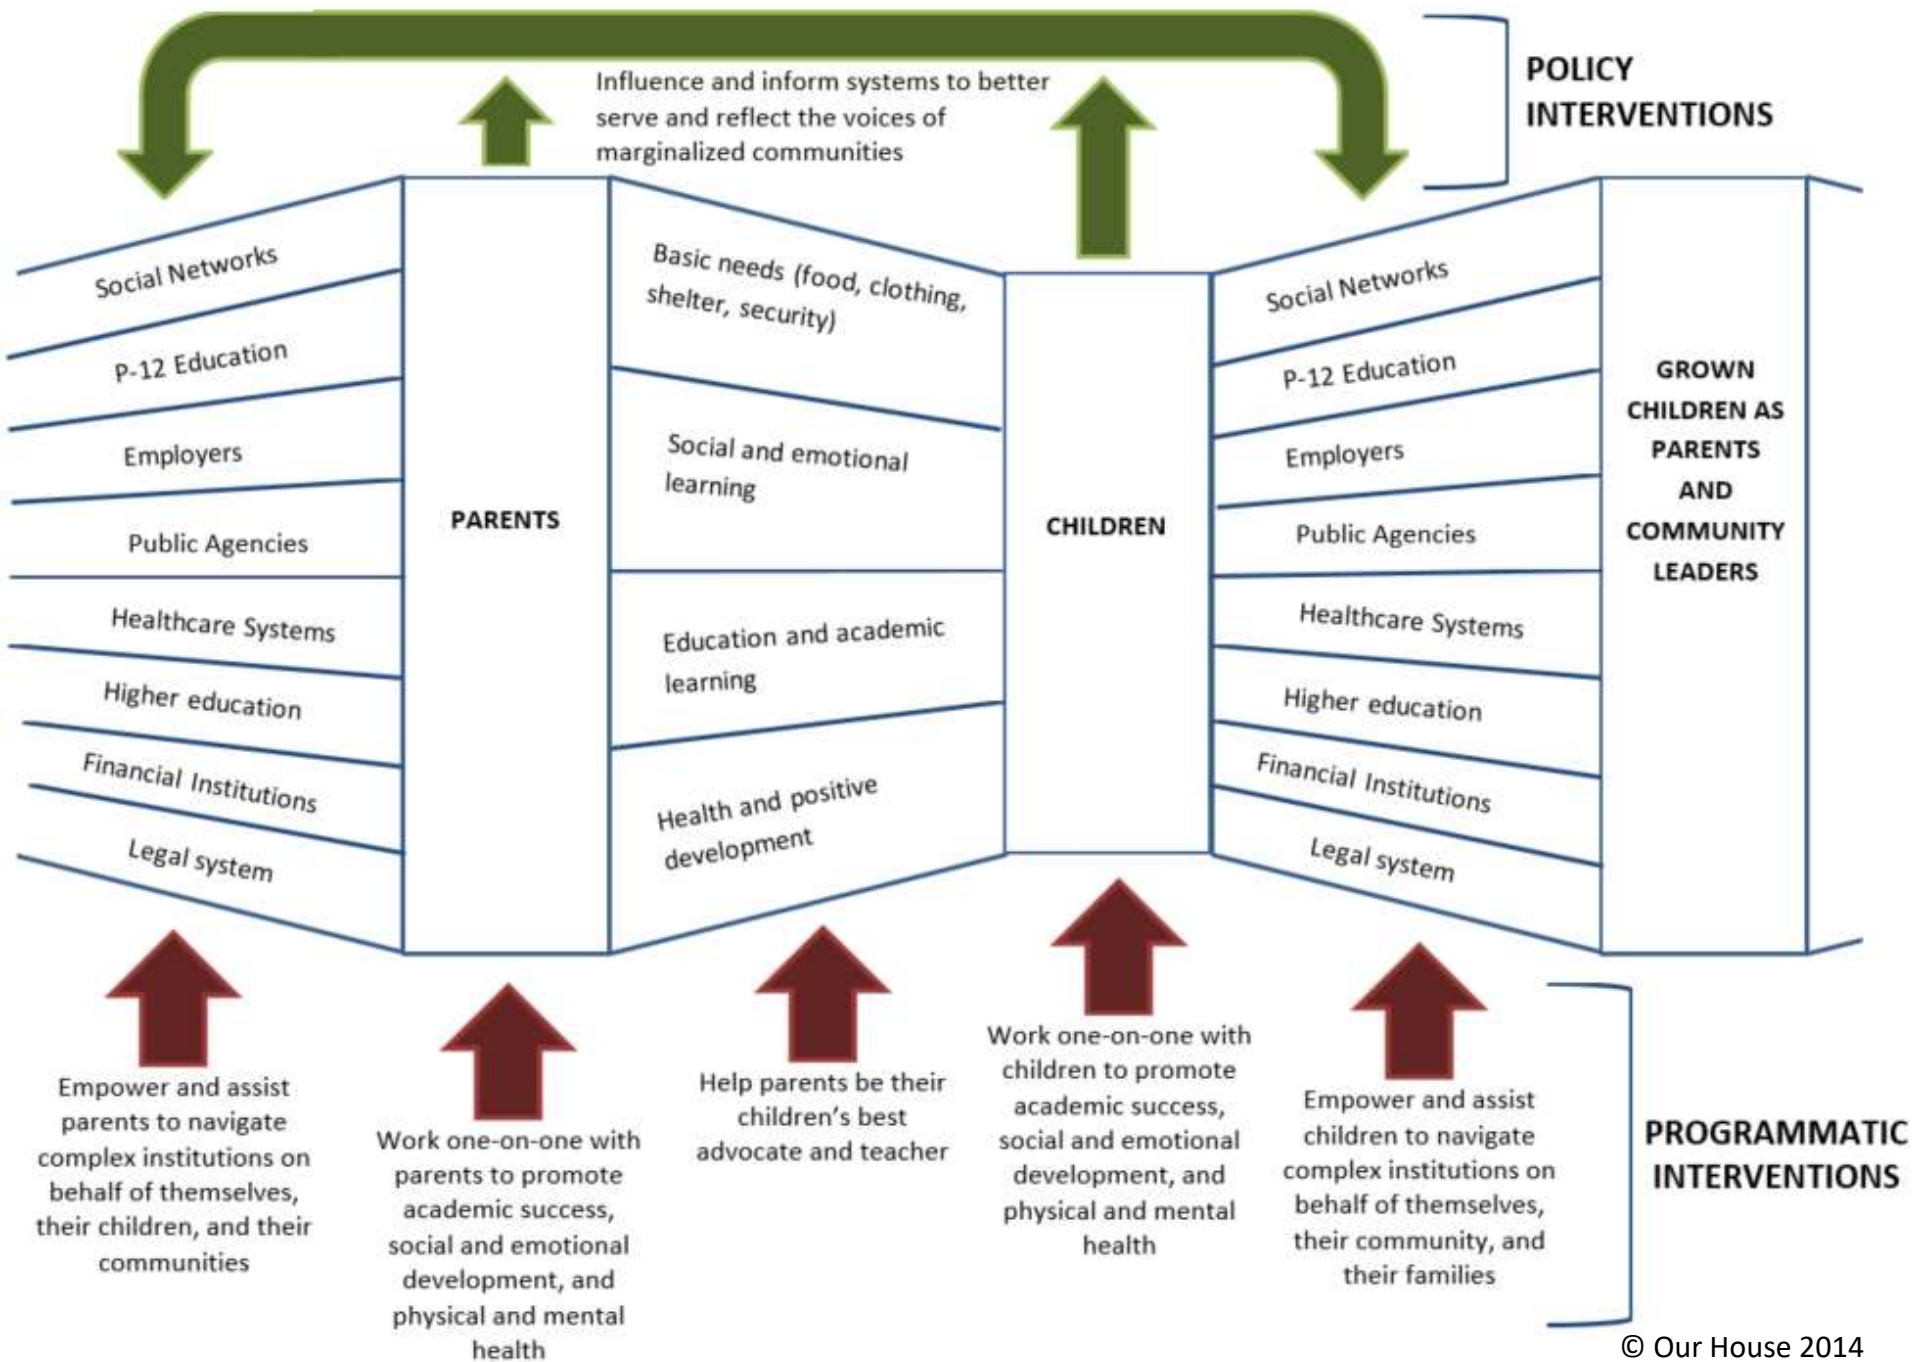 Influence and inform systems to better
serve and reflect the voices of
marginalized communities
POLICY
INTERVENTIONS
Social Networks
P-12 Education
Employers
Public Agencies
Healthcare Systems
Higher education
Financial Institutions
Legal system
PARENTS
Basic needs (food, clothing,
shelter, security)
Social and emotional
learning
Education and academic
learning
Health and positive
development
CHILDREN
Social Networks
P-12 Education
Employers
Public Agencies
Healthcare Systems
Higher education
Financial Institutions
Legal system
GROWN
CHILDREN AS
PARENTS
AND
COMMUNITY
LEADERS
Empower and assist
parents to navigate
complex institutions on
behalf of themselves,
their children, and their
communities
Work one-on-one with
parents to promote
academic success,
social and emotional
development, and
physical and mental
health
Help parents be their
children’s best
advocate and teacher
Work one-on-one with
children to promote
academic success,
social and emotional
development, and
physical and mental
health
Empower and assist
children to navigate
complex institutions on
behalf of themselves,
their community, and
their families
PROGRAMMATIC
INTERVENTIONS
© Our House 2014